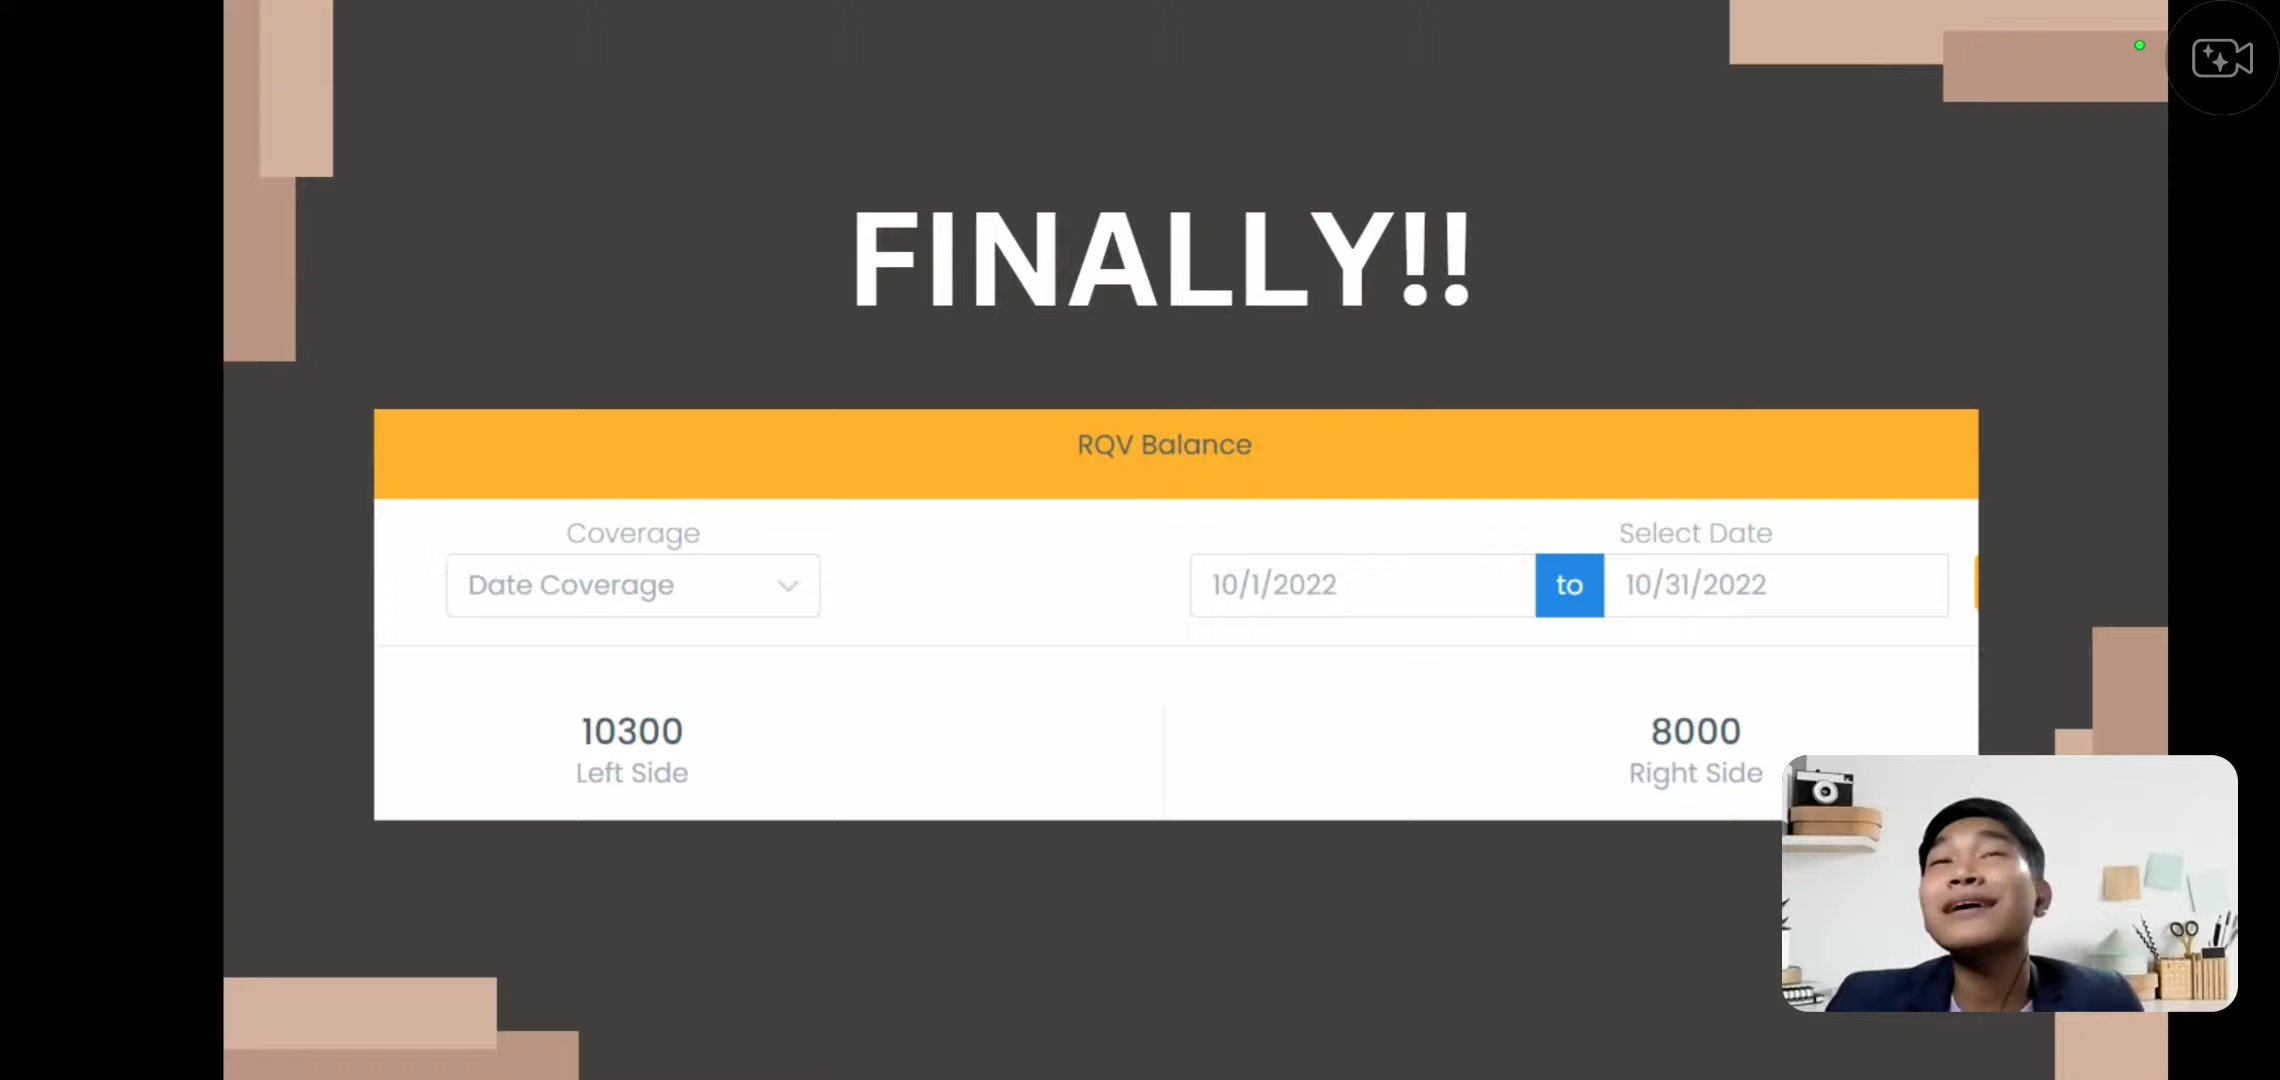 FINALLY!!
RQV Balance
Coverage
Select Date
Date Coverage
10/1/2022 to 10/31/2022
10300
8000
Left Side
Right Side